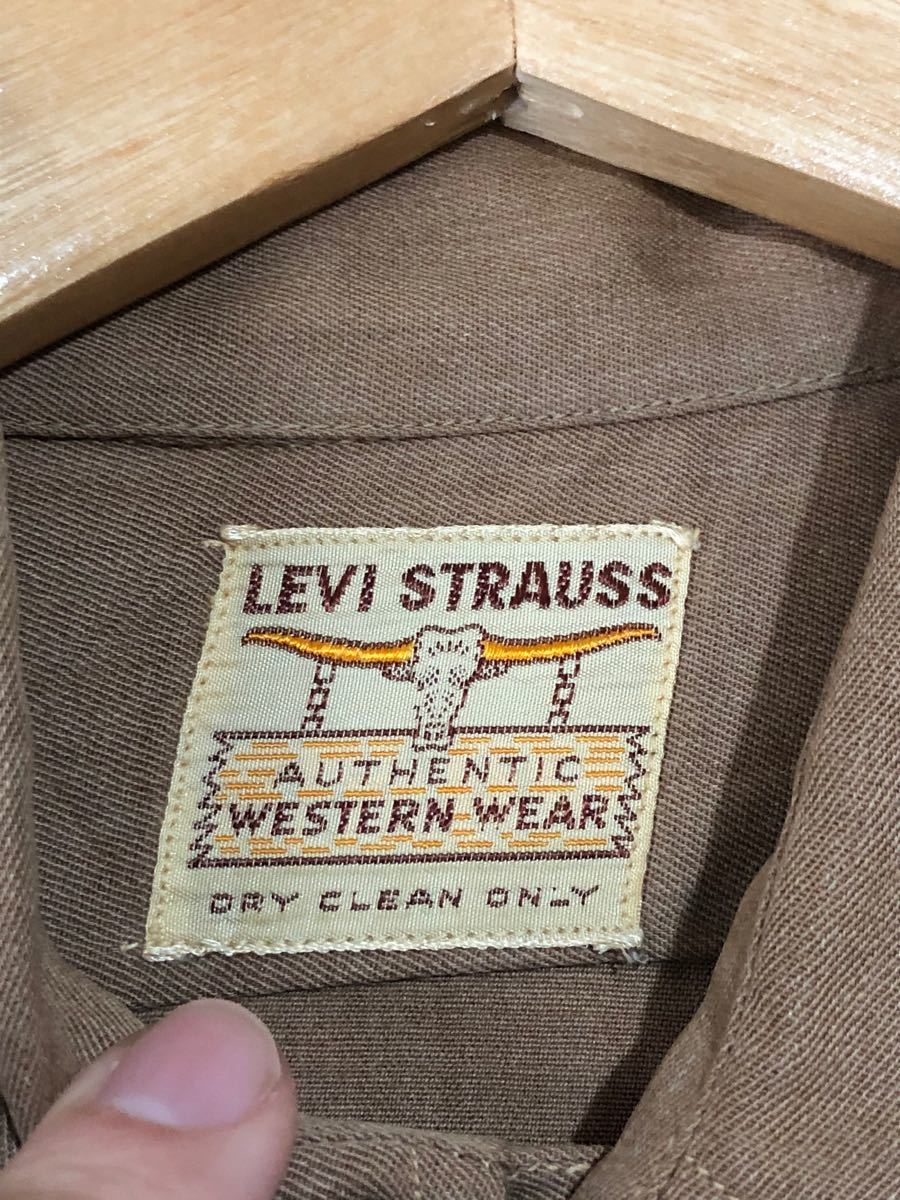 LEVI STRAUSS
AUTHENTIC
WESTERN WEAR
DRY CLEAN ONLY